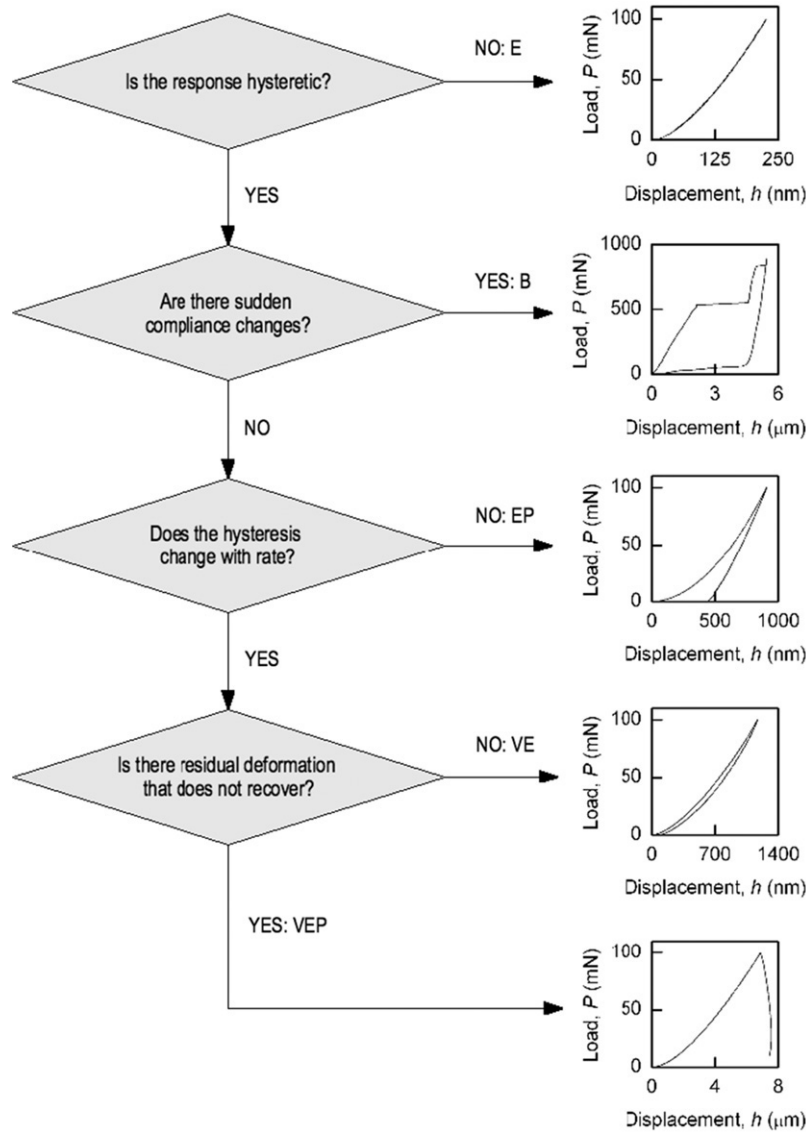 Is the response hysteretic?
NO: E
Load, P (mN)
100
50
0
0 125 250
Displacement, h (nm)
YES
Are there sudden
compliance changes?
YES: B
Load, P (mN)
1000
500
0
0 3 6
Displacement, h (μm)
NO
Does the hysteresis
change with rate?
NO: EP
Load, P (mN)
100
50
0
0 500 1000
Displacement, h (nm)
YES
Is there residual deformation
that does not recover?
NO: VE
Load, P (mN)
100
50
0
0 700 1400
Displacement, h (nm)
YES: VEP
Load, P (mN)
100
50
0
0 4 8
Displacement, h (μm)